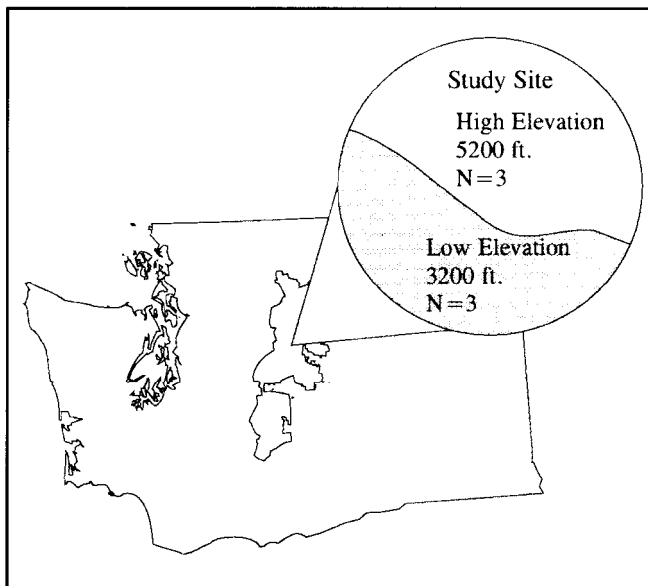 Study Site
High Elevation
5200 ft.
N=3
Low Elevation
3200 ft.
N=3